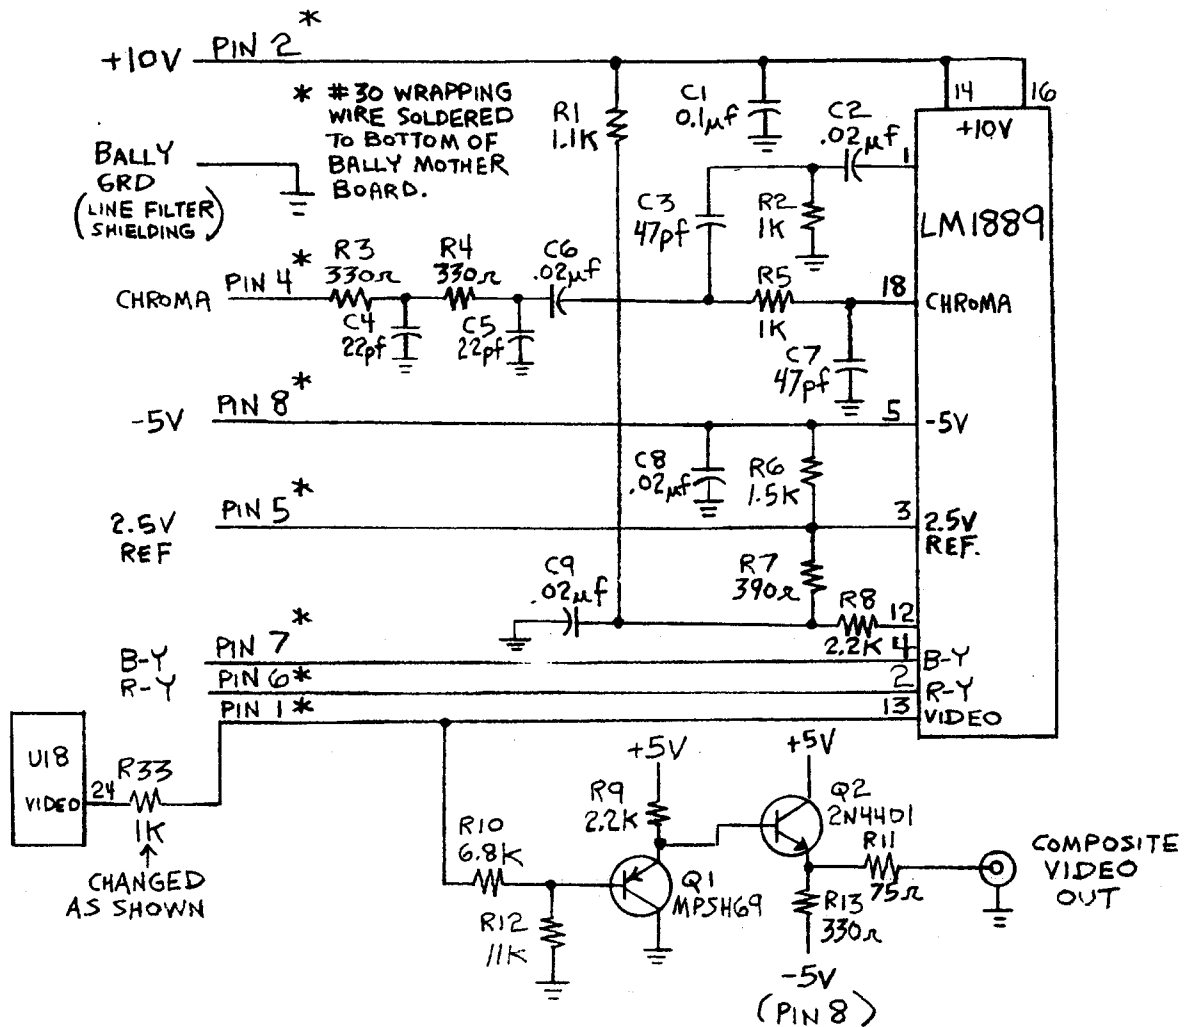 +10V PIN 2 *
* #30 WRAPPING
WIRE SOLDERED
TO BOTTOM OF
BALLY MOTHER
BOARD.
R1
1.1K
C1
0.1µf
C2
.02µf
14 16
+10V
1
LM1889
BALLY
GRD
(LINE FILTER
SHIELDING)
C3
47pf
R2
1K
CHROMA PIN 4 *
R3
330Ω
R4
330Ω
C6
.02µf
C4
22pf
C5
22pf
R5
1K
18 CHROMA
C7
47pf
-5V PIN 8 *
5 -5V
C8
.02µf
R6
1.5K
2.5V
REF
PIN 5 *
3 2.5V
REF.
R7
390Ω
C9
.02µf
R8
2.2K
12
B-Y PIN 7 *
4 B-Y
R-Y PIN 6 *
2 R-Y
PIN 1 *
13 VIDEO
U18
VIDEO
24
R33
1K
↑
CHANGED
AS SHOWN
+5V
R9
2.2K
R10
6.8K
R12
11K
Q1
MPSH69
+5V
Q2
2N4401
R11
75Ω
R13
330Ω
-5V
(PIN 8)
COMPOSITE
VIDEO
OUT